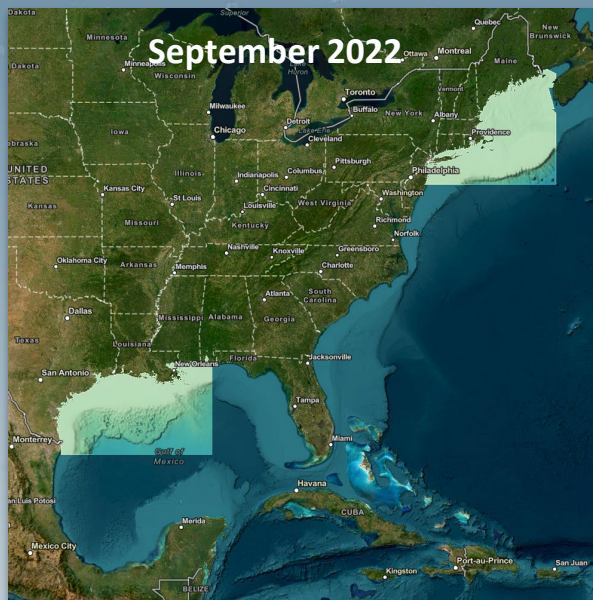 Superior
Dakota
Minnesota
Quebec
New
Brunswick
September 2022
Minneapolis
Ottawa
Montreal
Maine
Dakota
Wisconsin
Huron
Toronto
Vermont
Milwaukee
Buffalo
New York
Albany
Detroit
Lake Erie
Chicago
Cleveland
Providence
Iowa
ebraska
Pittsburgh
UNITED
STATES
Illinois
Indianapolis
Columbus
Philadelphia
Kansas City
Cincinnati
Washington
St Louis
Louisville
West Virginia
Kansas
Missouri
Kentucky
Richmond
Norfolk
Nashville
Knoxville
Greensboro
Oklahoma City
Arkansas
Memphis
Charlotte
Atlanta
South
Carolina
Dallas
Mississippi
Alabama
Georgia
Texas
Louisiana
Florida
Jacksonville
New Orleans
San Antonio
Tampa
Monterrey
Miami
Gulf of
Mexico
Havana
an Luis Potosi
CUBA
Merida
Mexico City
Port-au-Prince
San Juan
Kingston
BELIZE